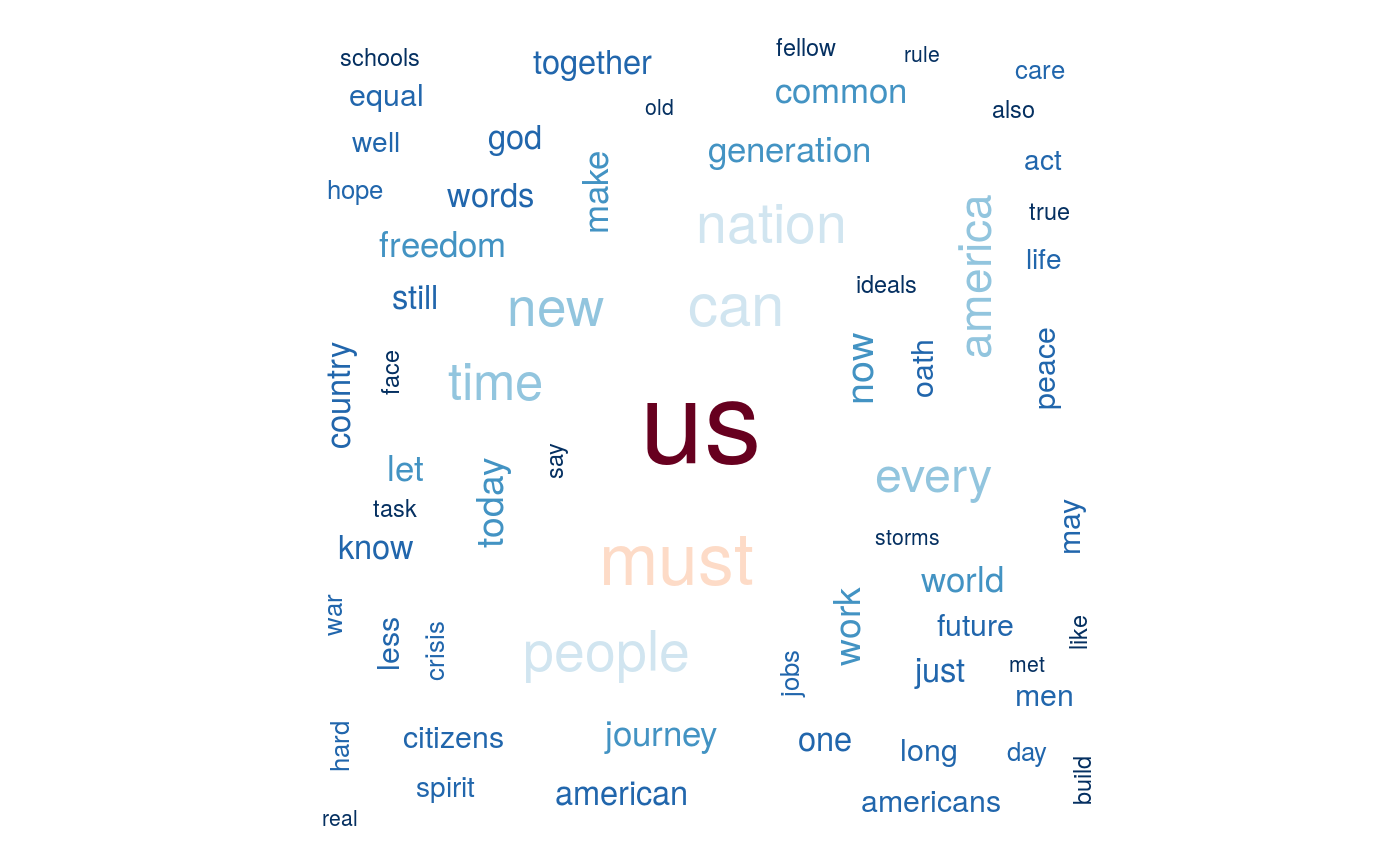 schools
together
fellow
rule
care
equal
old
common
also
well
god
make
generation
act
hope
words
nation
america
true
freedom
life
still
new
can
ideals
country
face
time
now
oath
peace
us
let
today
say
every
task
may
know
must
storms
world
war
less
crisis
people
work
future
like
jobs
just
met
men
hard
citizens
journey
one
long
day
spirit
american
americans
build
real